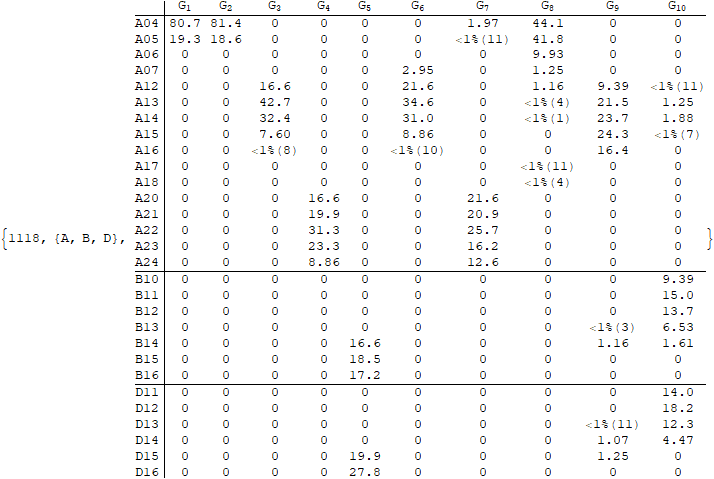 G1 G2 G3 G4 G5 G6 G7 G8 G9 G10
A04 80.7 81.4 0 0 0 0 1.97 44.1 0 0
A05 19.3 18.6 0 0 0 0 <1%(11) 41.8 0 0
A06 0 0 0 0 0 0 0 9.93 0 0
A07 0 0 0 0 0 2.95 0 1.25 0 0
A12 0 0 16.6 0 0 21.6 0 1.16 9.39 <1%(11)
A13 0 0 42.7 0 0 34.6 0 <1%(4) 21.5 1.25
A14 0 0 32.4 0 0 31.0 0 <1%(1) 23.7 1.88
A15 0 0 7.60 0 0 8.86 0 0 24.3 <1%(7)
A16 0 0 <1%(8) 0 0 <1%(10) 0 0 16.4 0
A17 0 0 0 0 0 0 0 <1%(11) 0 0
A18 0 0 0 0 0 0 0 <1%(4) 0 0
A20 0 0 0 16.6 0 0 21.6 0 0 0
A21 0 0 0 19.9 0 0 20.9 0 0 0
{1118, {A, B, D}, A22 0 0 0 31.3 0 0 25.7 0 0 0 }
A23 0 0 0 23.3 0 0 16.2 0 0 0
A24 0 0 0 8.86 0 0 12.6 0 0 0
B10 0 0 0 0 0 0 0 0 0 9.39
B11 0 0 0 0 0 0 0 0 0 15.0
B12 0 0 0 0 0 0 0 0 0 13.7
B13 0 0 0 0 0 0 0 0 <1%(3) 6.53
B14 0 0 0 0 16.6 0 0 0 1.16 1.61
B15 0 0 0 0 18.5 0 0 0 0 0
B16 0 0 0 0 17.2 0 0 0 0 0
D11 0 0 0 0 0 0 0 0 0 14.0
D12 0 0 0 0 0 0 0 0 0 18.2
D13 0 0 0 0 0 0 0 0 <1%(11) 12.3
D14 0 0 0 0 0 0 0 0 1.07 4.47
D15 0 0 0 0 19.9 0 0 0 1.25 0
D16 0 0 0 0 27.8 0 0 0 0 0